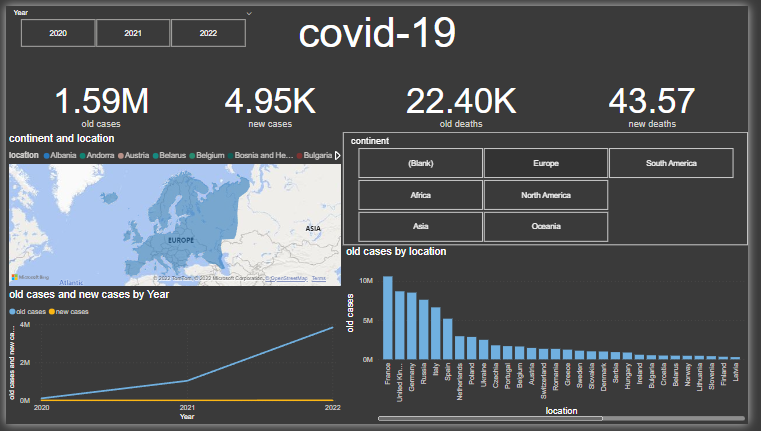 Year
2020 2021 2022
covid-19
1.59M 4.95K 22.40K 43.57
old cases new cases old deaths new deaths
continent and location
location Albania Andorra Austria Belarus Belgium Bosnia and He... Bulgaria
EUROPE
ASIA
Atlantic
Microsoft Bing
© 2022 TomTom, © 2022 Microsoft Corporation, © OpenStreetMap Terms
continent
(Blank) Europe South America
Africa North America
Asia Oceania
old cases and new cases by Year
old cases new cases
old cases and new ca...
4M
2M
0M
2020 2021 2022
Year
old cases by location
old cases
10M
5M
0M
France
United Kin...
Germany
Russia
Italy
Spain
Netherlands
Poland
Ukraine
Czechia
Portugal
Belgium
Austria
Switzerland
Romania
Greece
Sweden
Slovakia
Denmark
Serbia
Hungary
Ireland
Bulgaria
Croatia
Belarus
Norway
Lithuania
Slovenia
Finland
Latvia
location